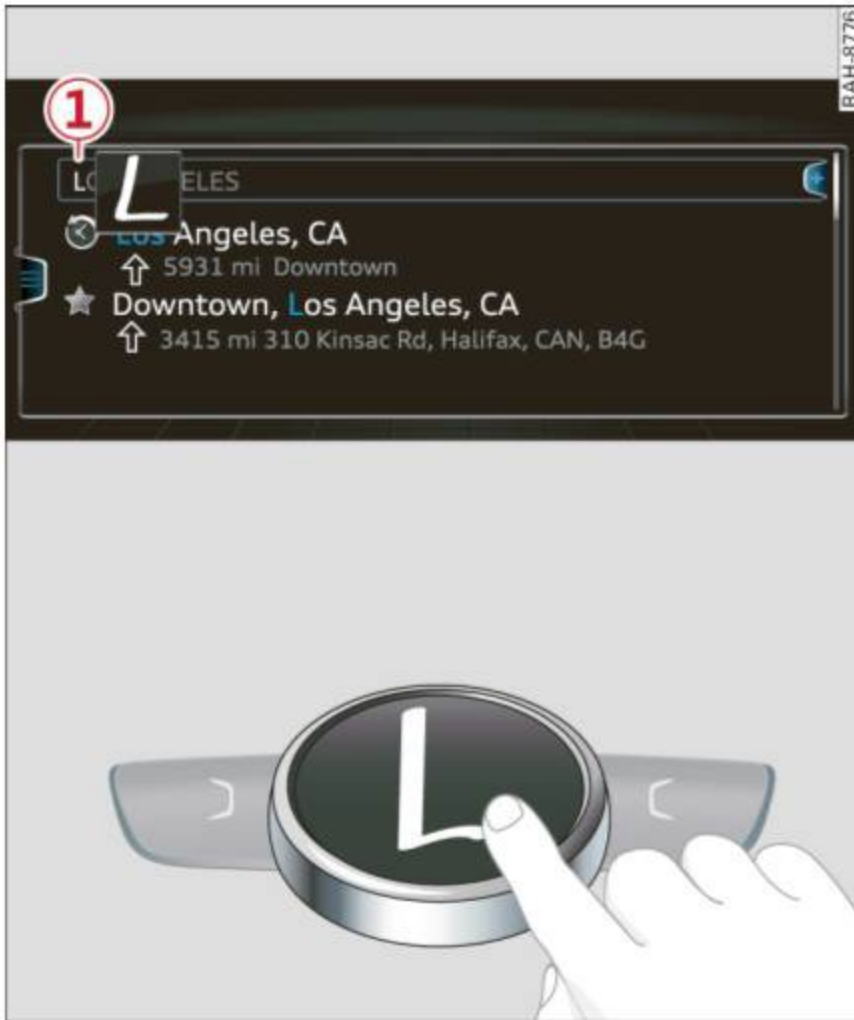 RAH-8776
1
L ELES
L
Los Angeles, CA
5931 mi Downtown
Downtown, Los Angeles, CA
3415 mi 310 Kinsac Rd, Halifax, CAN, B4G
L